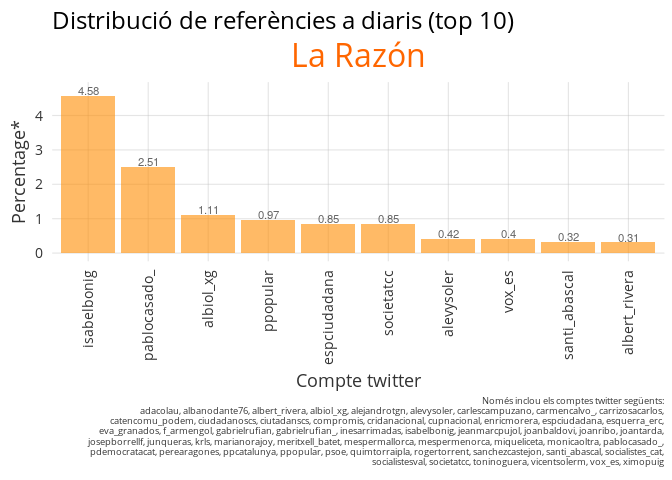 Distribució de referències a diaris (top 10)
La Razón
Percentage*
4
3
2
1
0
4.58
2.51
1.11
0.97
0.85
0.85
0.42
0.4
0.32
0.31
isabelbonig
pablocasado_
albiol_xg
ppopular
espciudadana
societatcc
alevysoler
vox_es
santi_abascal
albert_rivera
Compte twitter
Només inclou els comptes twitter següents:
adacolau, albanodante76, albert_rivera, albiol_xg, alejandrotgn, alevysoler, carlescampuzano, carmencalvo_, carrizosacarlos,
catencomu_podem, ciudadanoscs, ciutadanscs, compromis, cridanacional, cupnacional, enricmorera, espciudadana, esquerra_erc,
eva_granados, f_armengol, gabrielrufian, gabrielrufian_, inesarrimadas, isabelbonig, jeanmarcpujol, joanbaldovi, joanribo, joantarda,
josepborrellf, junqueras, krls, marianorajoy, meritxell_batet, mespermallorca, mespermenorca, miqueliceta, monicaoltra, pablocasado_,
pdemocratacat, perearagones, ppcatalunya, ppopular, psoe, quimtorraipla, rogertorrent, sanchezcastejon, santi_abascal, socialistes_cat,
socialistesval, societatcc, toninoguera, vicentsolerm, vox_es, ximopuig